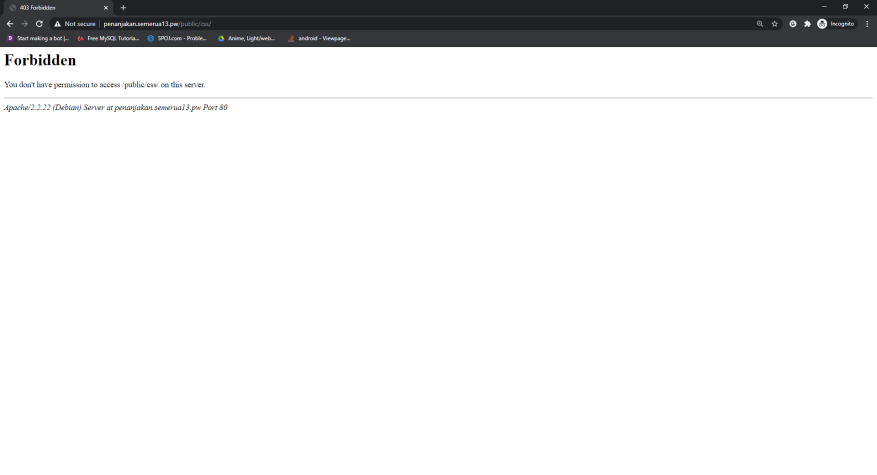 403 Forbidden
Not secure | penanjakan.semerua13.pw/public/css/
Incognito
Start making a bot |...
Free MySQL Tutoria...
SPOJ.com - Proble...
Anime, Light/web...
android - Viewpage...
Forbidden
You don't have permission to access /public/css/ on this server.
Apache/2.2.22 (Debian) Server at penanjakan.semerua13.pw Port 80